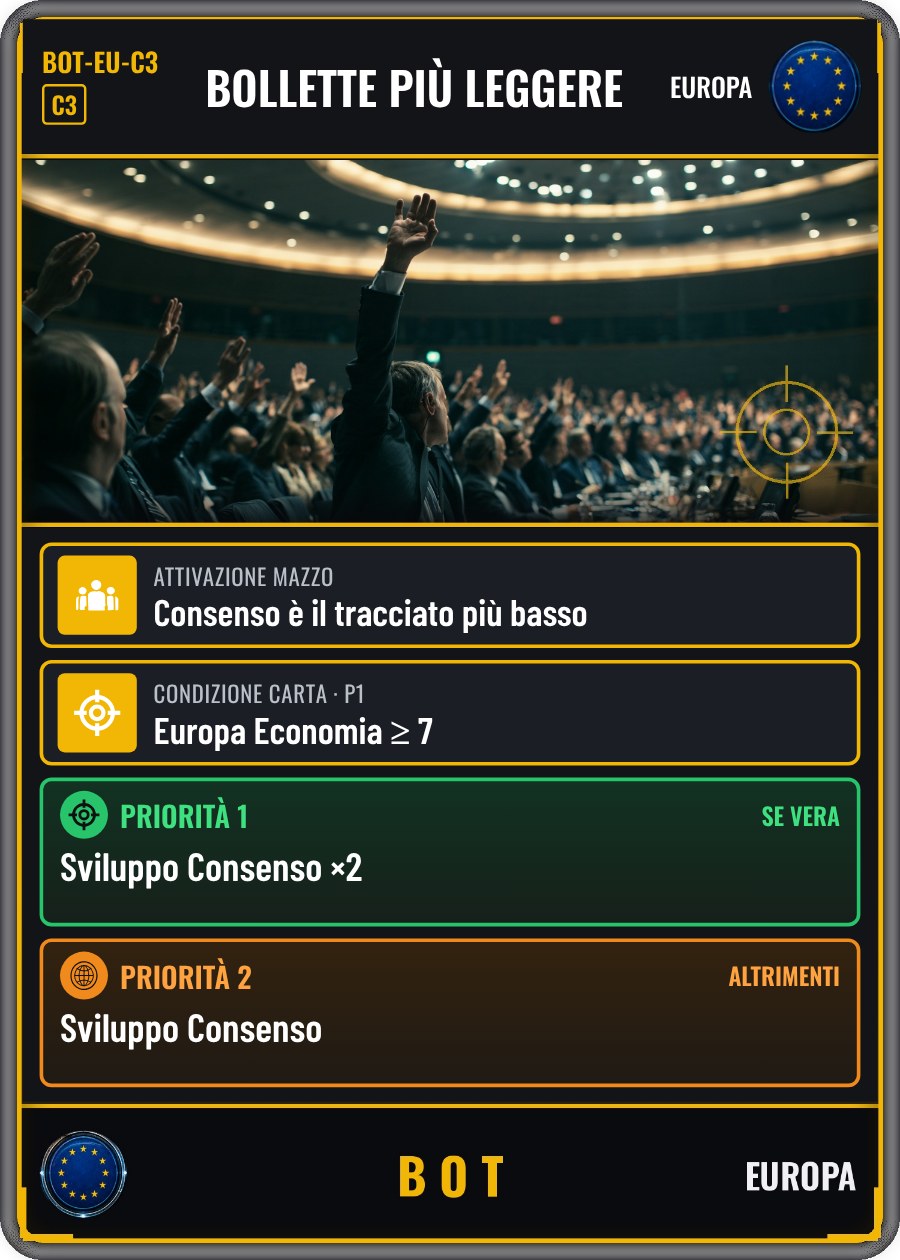 BOT-EU-C3
C3
BOLLETTE PIÙ LEGGERE
EUROPA
ATTIVAZIONE MAZZO
Consenso è il tracciato più basso
CONDIZIONE CARTA · P1
Europa Economia ≥ 7
PRIORITÀ 1
SE VERA
Sviluppo Consenso ×2
PRIORITÀ 2
ALTRIMENTI
Sviluppo Consenso
BOT
EUROPA